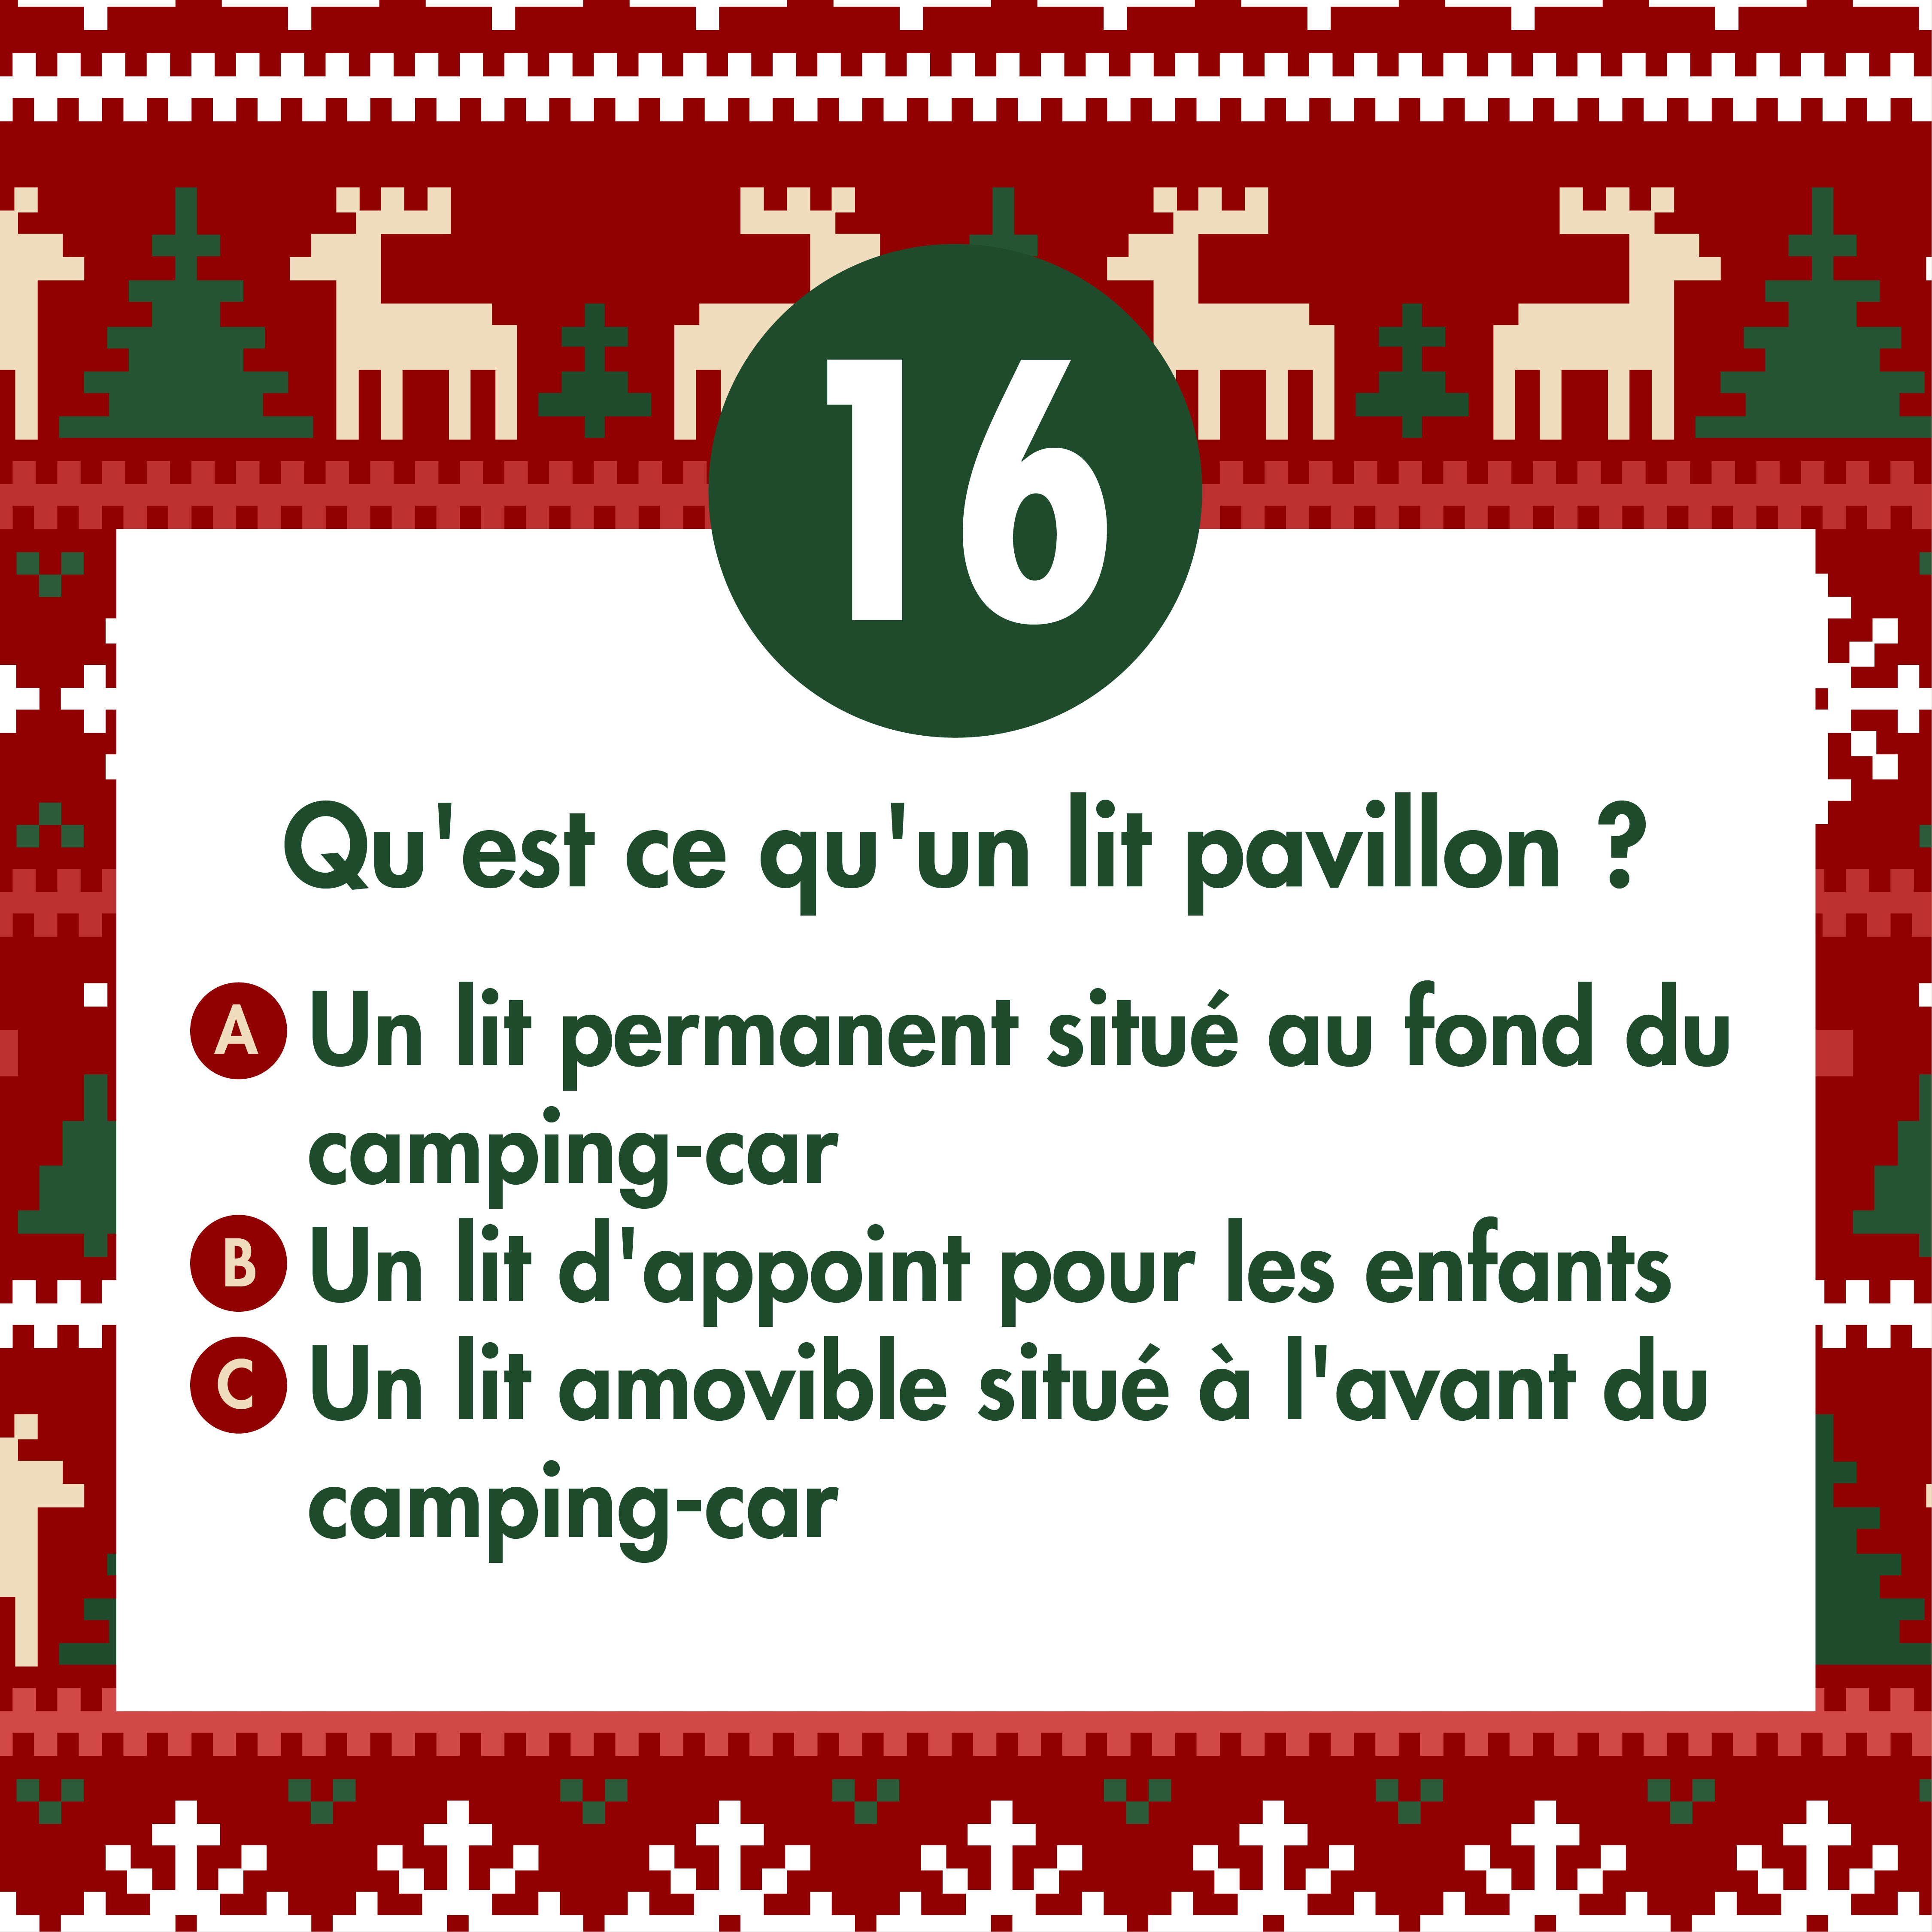 16
Qu'est ce qu'un lit pavillon ?
A Un lit permanent situé au fond du
camping-car
B Un lit d'appoint pour les enfants
C Un lit amovible situé à l'avant du
camping-car